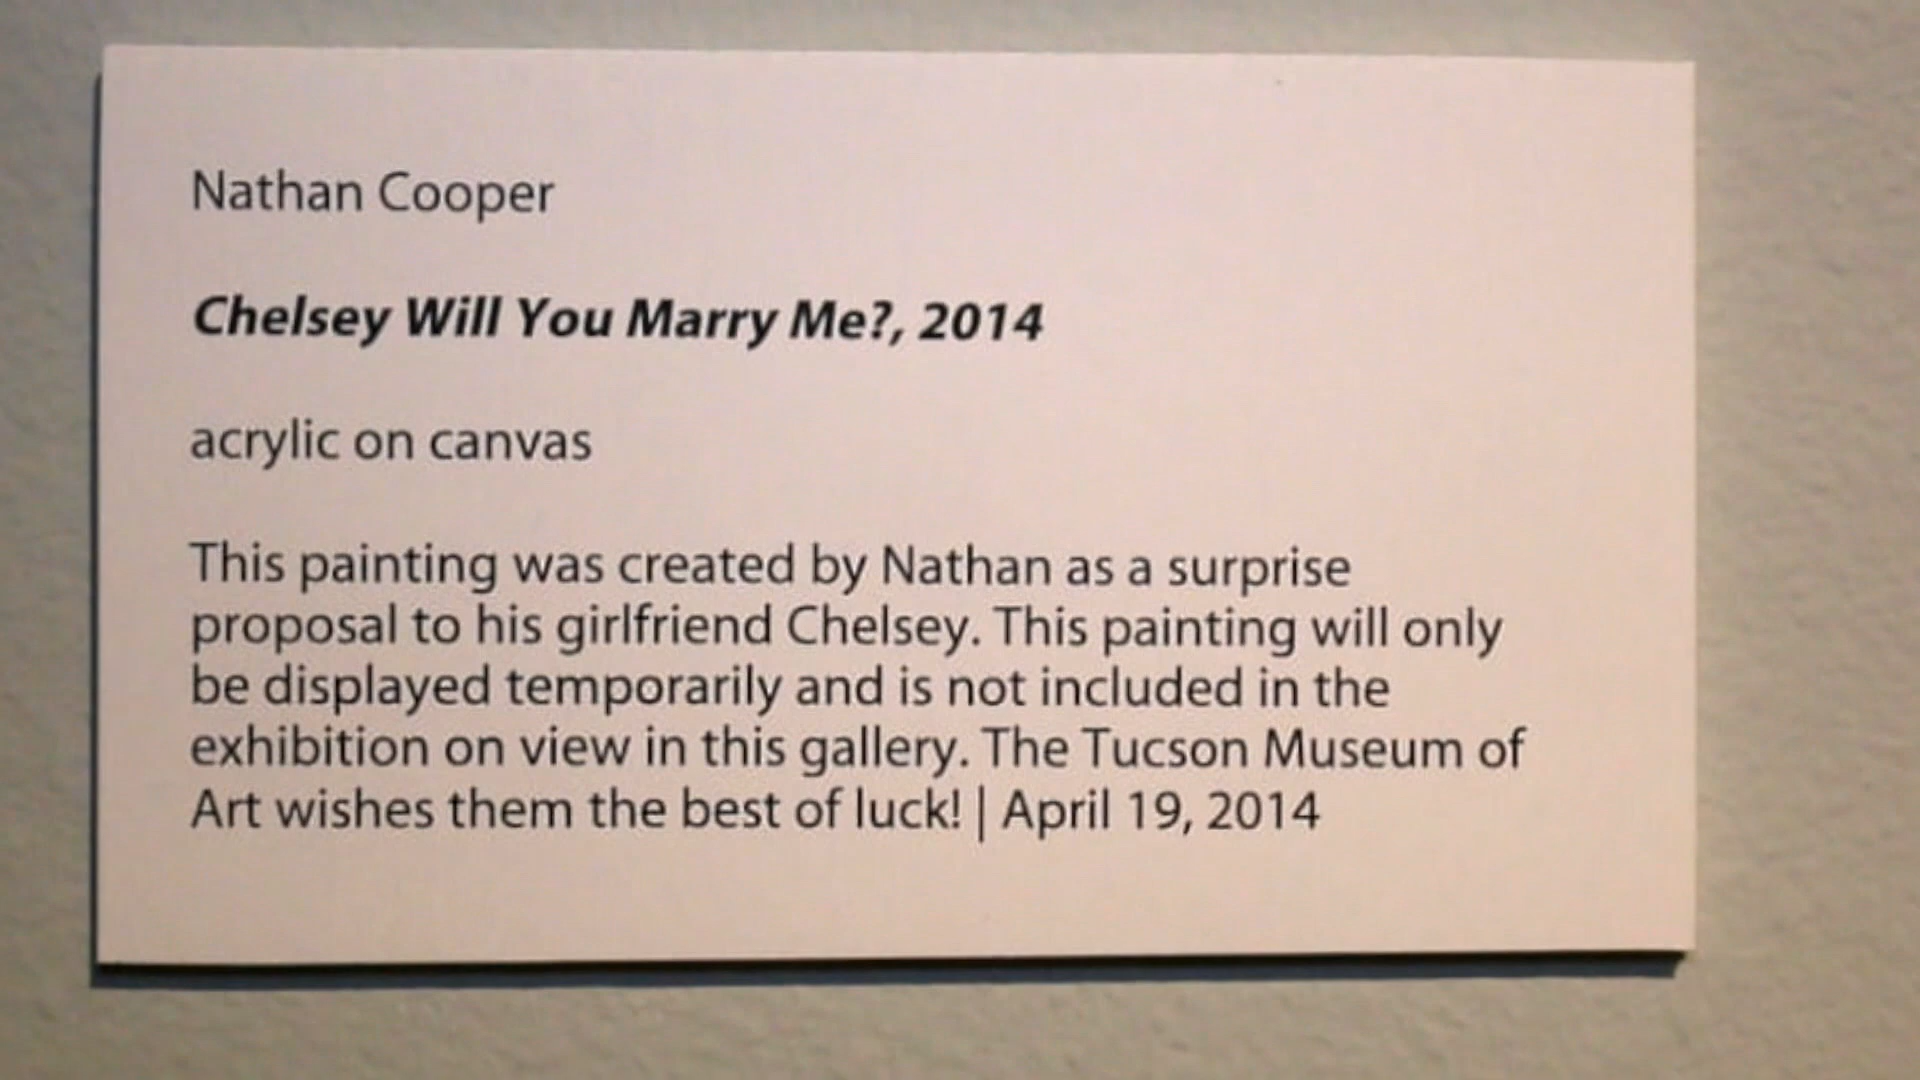 Nathan Cooper
Chelsey Will You Marry Me?, 2014
acrylic on canvas
This painting was created by Nathan as a surprise
proposal to his girlfriend Chelsey. This painting will only
be displayed temporarily and is not included in the
exhibition on view in this gallery. The Tucson Museum of
Art wishes them the best of luck! | April 19, 2014